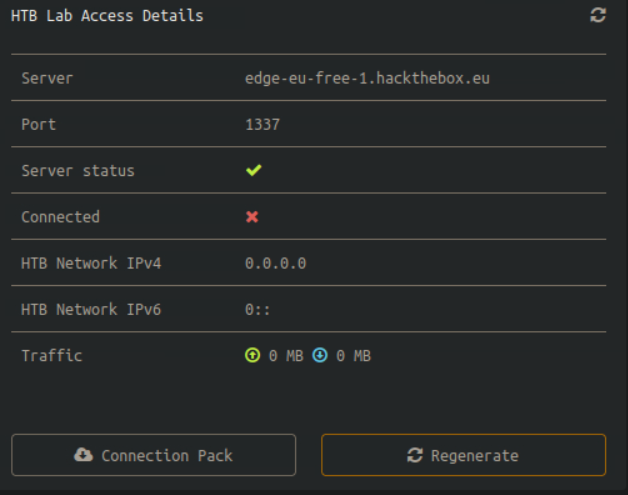 HTB Lab Access Details
Server edge-eu-free-1.hackthebox.eu
Port 1337
Server status
Connected
HTB Network IPv4 0.0.0.0
HTB Network IPv6 0::
Traffic 0 MB 0 MB
Connection Pack Regenerate